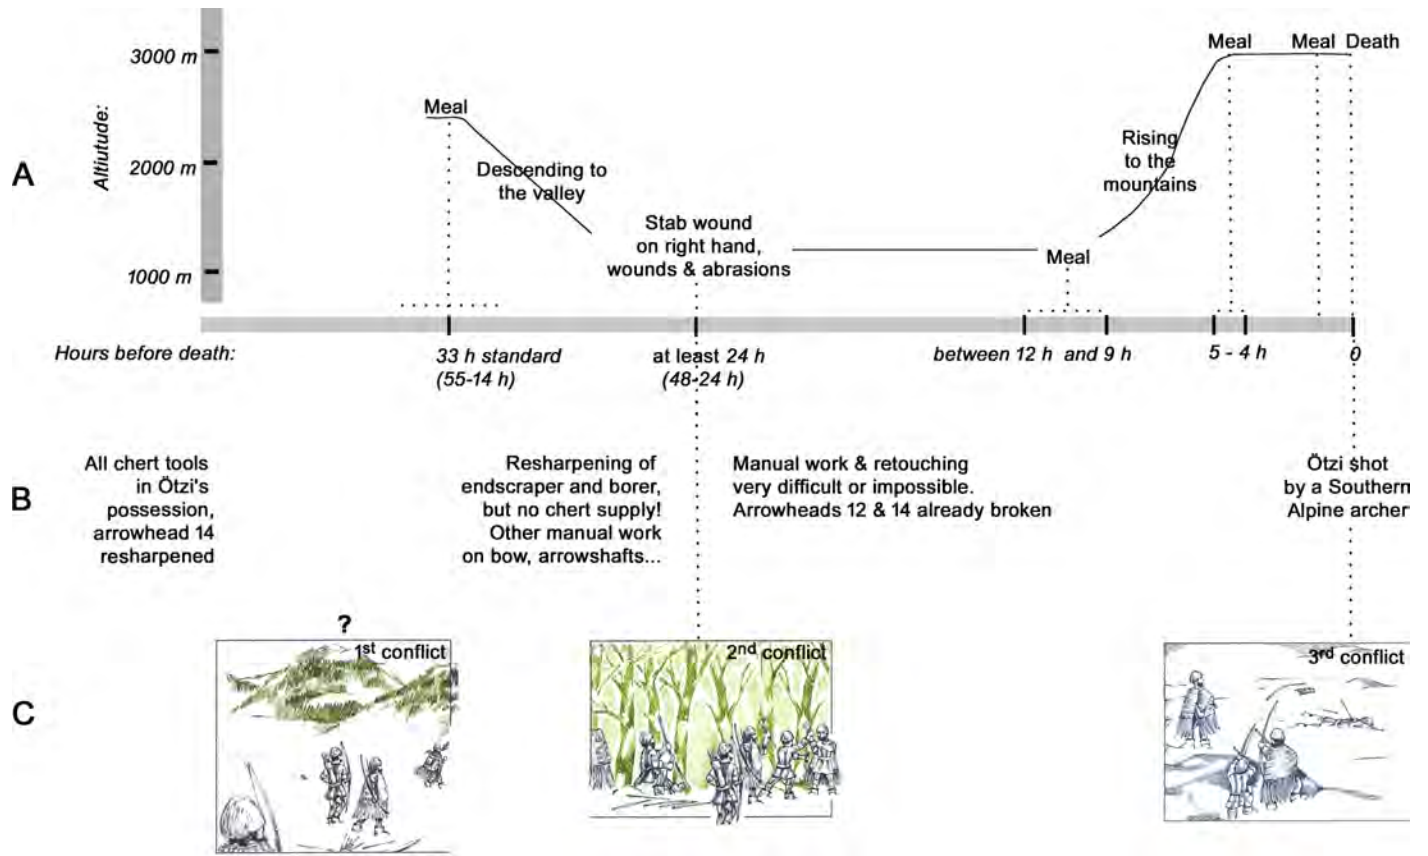 A
Altiutude:
3000 m
2000 m
1000 m
Meal
Descending to
the valley
Stab wound
on right hand,
wounds & abrasions
Meal
Rising
to the
mountains
Meal
Meal
Death
Hours before death:
33 h standard
(55-14 h)
at least 24 h
(48-24 h)
between 12 h and 9 h
5 - 4 h
0
B
All chert tools
in Ötzi's
possession,
arrowhead 14
resharpened
Resharpening of
endscraper and borer,
but no chert supply!
Other manual work
on bow, arrowshafts...
Manual work & retouching
very difficult or impossible.
Arrowheads 12 & 14 already broken
Ötzi shot
by a Southern
Alpine archer
C
?
1st conflict
2nd conflict
3rd conflict